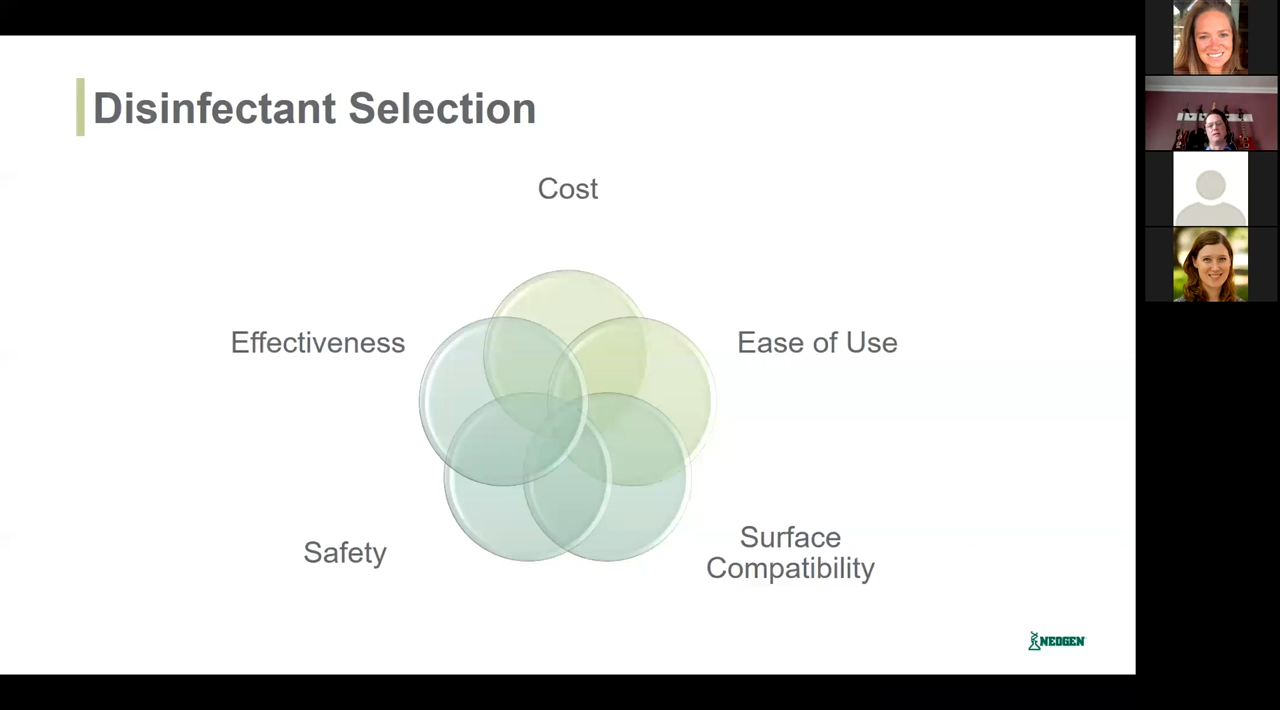 Disinfectant Selection
Cost
Effectiveness
Ease of Use
Safety
Surface
Compatibility
NEOGEN